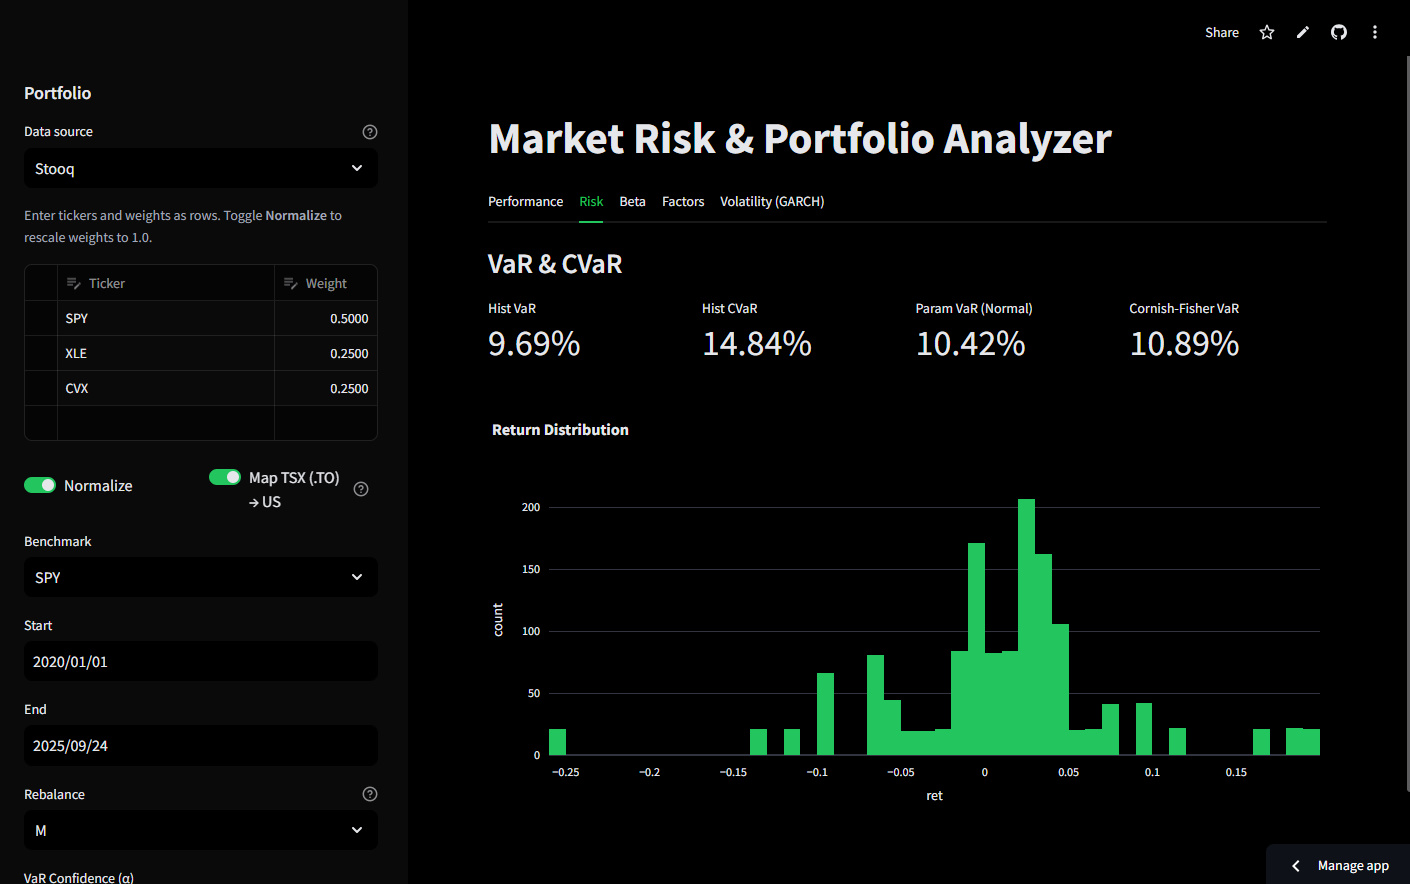 Share
Portfolio
Data source
Stooq
Enter tickers and weights as rows. Toggle Normalize to
rescale weights to 1.0.
Ticker Weight
SPY 0.5000
XLE 0.2500
CVX 0.2500
Normalize
Map TSX (.TO)
→ US
Benchmark
SPY
Start
2020/01/01
End
2025/09/24
Rebalance
M
VaR Confidence (α)
Market Risk & Portfolio Analyzer
Performance Risk Beta Factors Volatility (GARCH)
VaR & CVaR
Hist VaR Hist CVaR Param VaR (Normal) Cornish-Fisher VaR
9.69% 14.84% 10.42% 10.89%
Return Distribution
200
150
100
50
0
count
−0.25 −0.2 −0.15 −0.1 −0.05 0 0.05 0.1 0.15
ret
Manage app